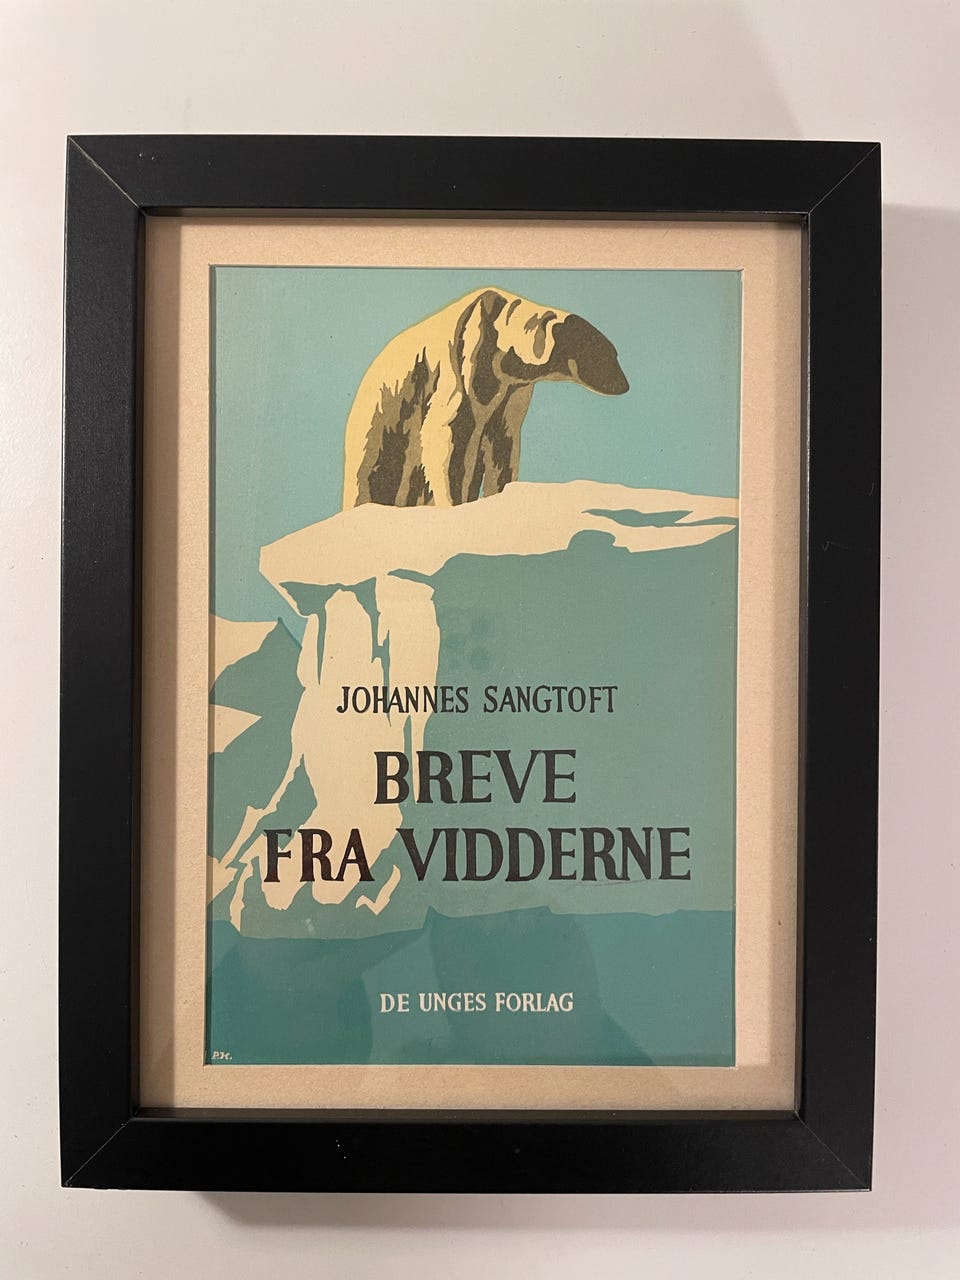 JOHANNES SANGTOFT
BREVE
FRA VIDDERNE
DE UNGES FORLAG
P.K.